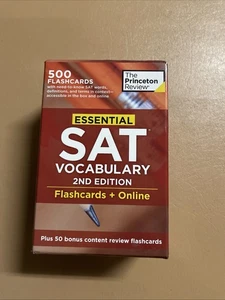 500
FLASHCARDS
with need-to-know SAT words,
definitions, and terms in context—
accessible in the box and online
The
Princeton
Review
ESSENTIAL
SAT
VOCABULARY
2ND EDITION
Flashcards + Online
Plus 50 bonus content review flashcards